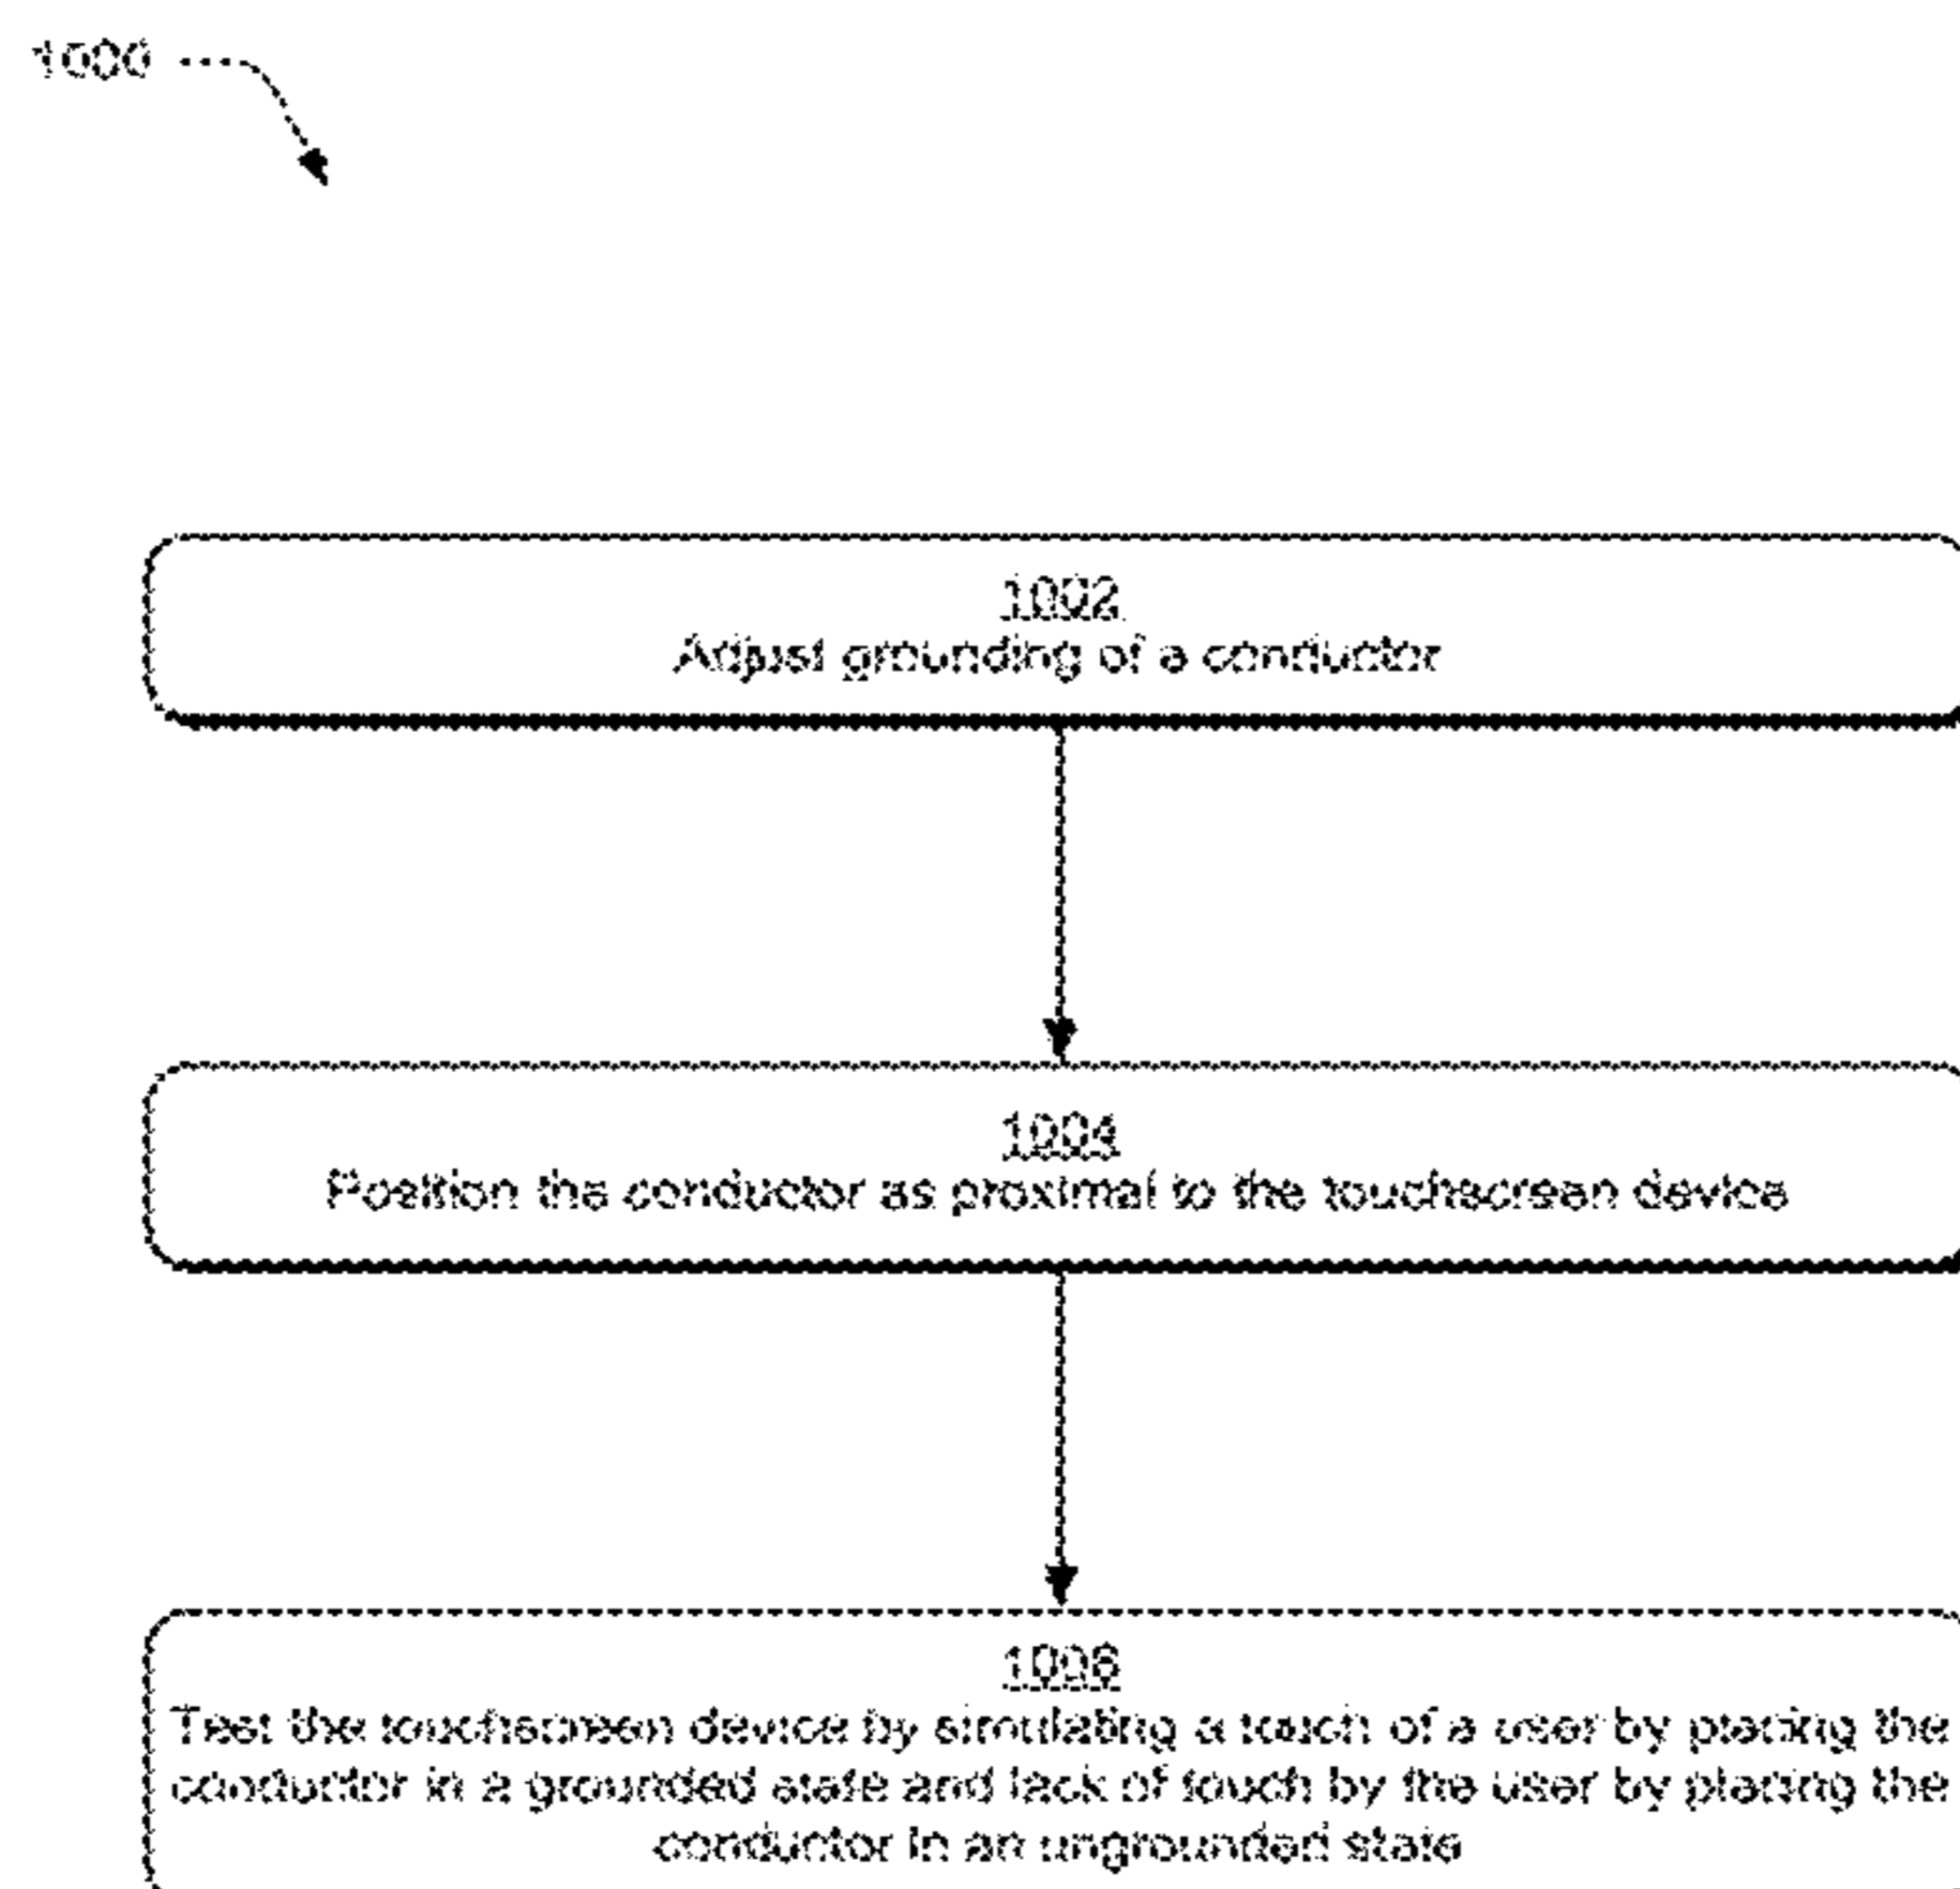 1000
1002
Adjust grounding of a conductor
1004
Position the conductor as proximal to the touchscreen device
1006
Test the touchscreen device by simulating a touch of a user by placing the
conductor in a grounded state and lack of touch by the user by placing the
conductor in an ungrounded state